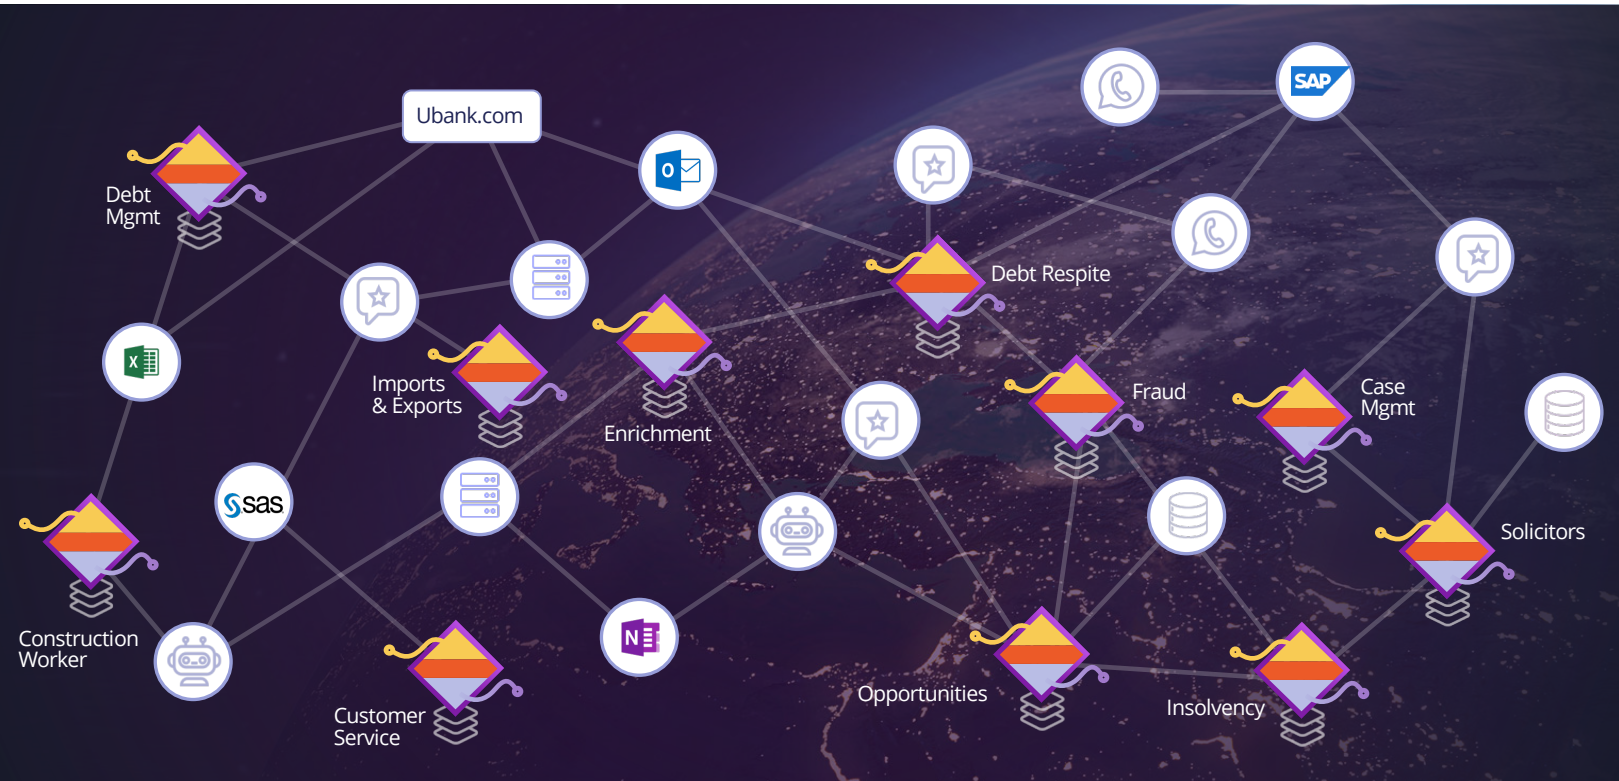 Ubank.com
SAP
Debt
Mgmt
O
Debt Respite
X
Imports
& Exports
Enrichment
Fraud
Case
Mgmt
sas
Solicitors
Construction
Worker
N
Customer
Service
Opportunities
Insolvency